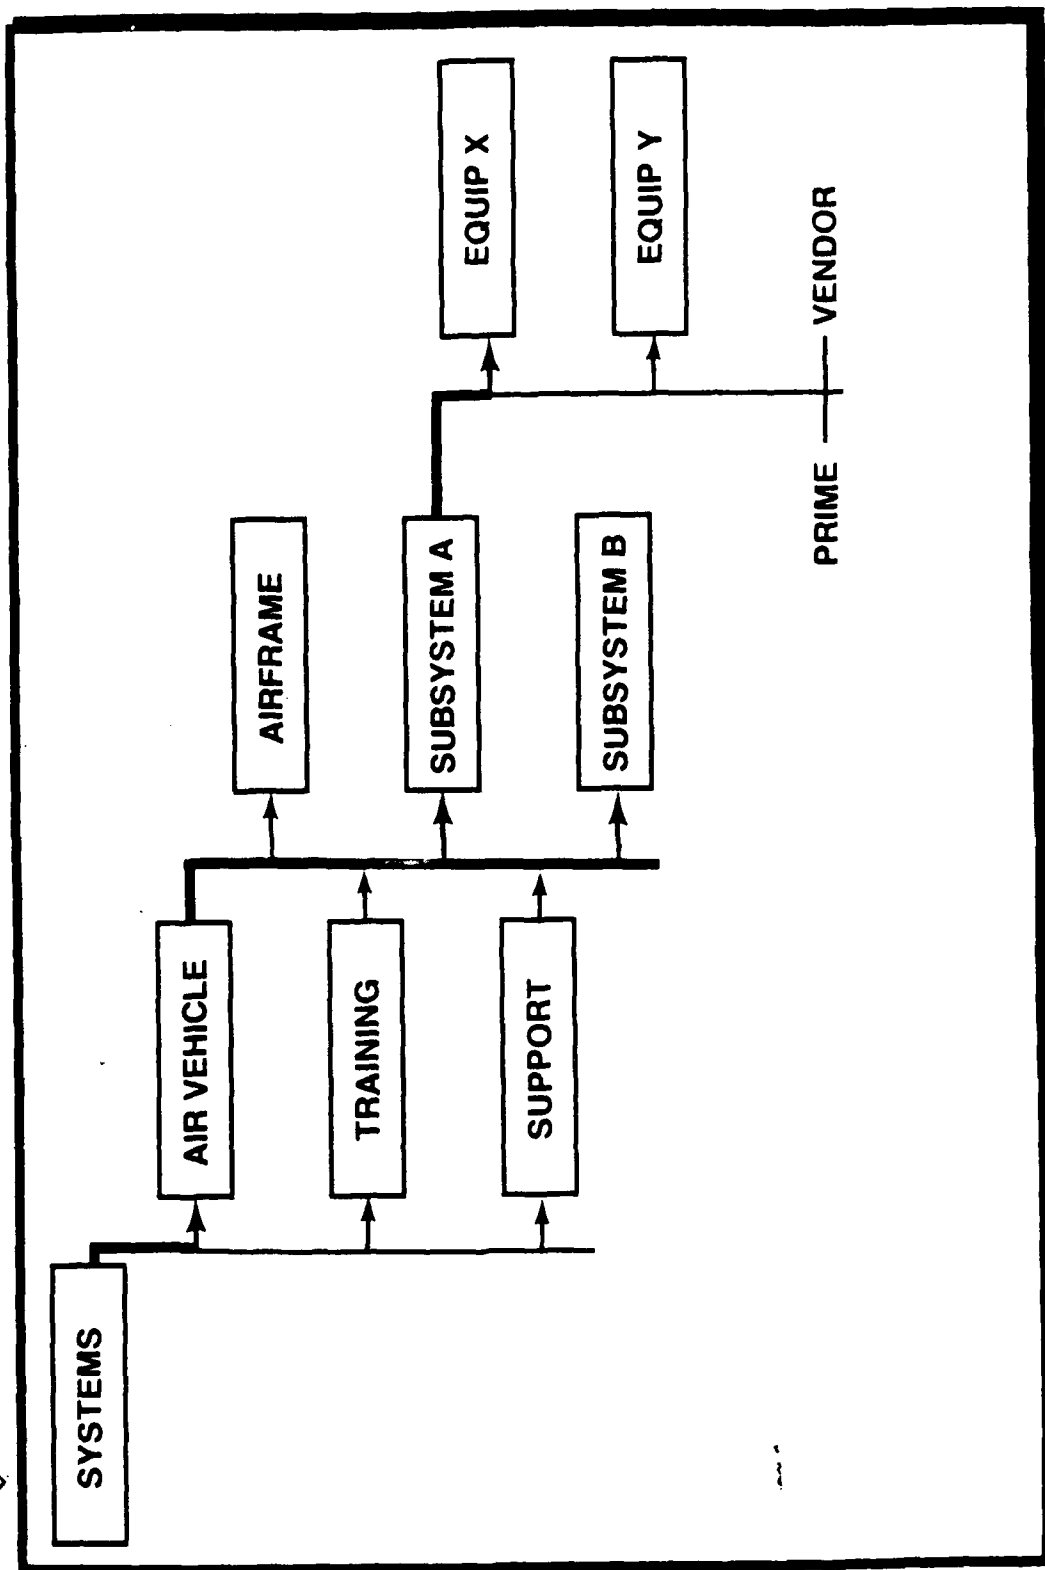 SYSTEMS
AIR VEHICLE
TRAINING
SUPPORT
AIRFRAME
SUBSYSTEM A
SUBSYSTEM B
EQUIP X
EQUIP Y
PRIME — VENDOR